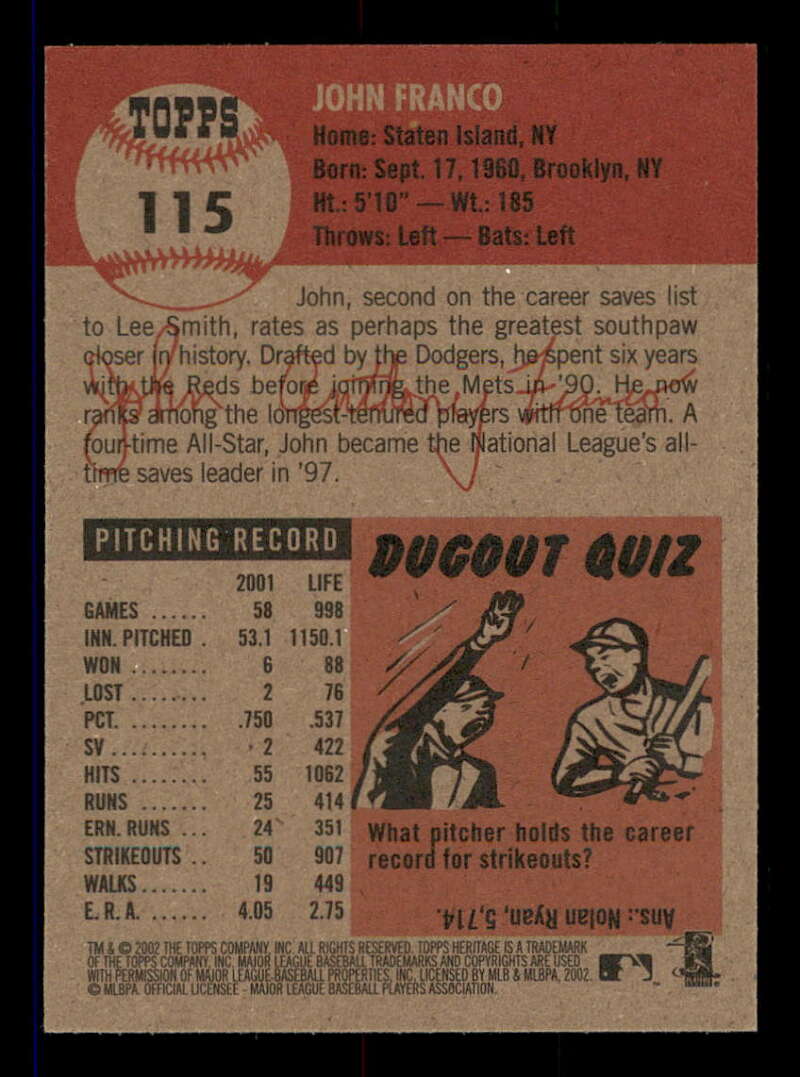 TOPPS
115
JOHN FRANCO
Home: Staten Island, NY
Born: Sept. 17, 1960, Brooklyn, NY
Ht.: 5'10" — Wt.: 185
Throws: Left — Bats: Left
John, second on the career saves list
to Lee Smith, rates as perhaps the greatest southpaw
closer in history. Drafted by the Dodgers, he spent six years
with the Reds before joining the Mets in '90. He now
ranks among the longest-tenured players with one team. A
four-time All-Star, John became the National League's all-
time saves leader in '97.
PITCHING RECORD
2001 LIFE
GAMES ...... 58 998
INN. PITCHED . 53.1 1150.1
WON ........ 6 88
LOST ........ 2 76
PCT. ........ .750 .537
SV .......... 2 422
HITS ........ 55 1062
RUNS ....... 25 414
ERN. RUNS ... 24 351
STRIKEOUTS .. 50 907
WALKS ....... 19 449
E.R.A. ...... 4.05 2.75
DUGOUT QUIZ
What pitcher holds the career
record for strikeouts?
Ans.: Nolan Ryan, 5,714.
TM & © 2002 THE TOPPS COMPANY, INC. ALL RIGHTS RESERVED. TOPPS HERITAGE IS A TRADEMARK
OF THE TOPPS COMPANY, INC. MAJOR LEAGUE BASEBALL TRADEMARKS AND COPYRIGHTS ARE USED
WITH PERMISSION OF MAJOR LEAGUE BASEBALL PROPERTIES, INC. LICENSED BY MLB & MLBPA, 2002.
© MLBPA. OFFICIAL LICENSEE - MAJOR LEAGUE BASEBALL PLAYERS ASSOCIATION.